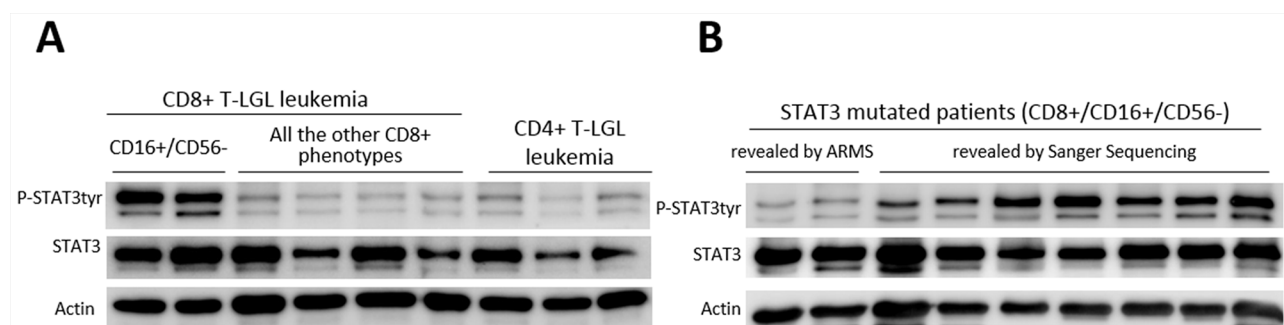 A
CD8+ T-LGL leukemia
CD16+/CD56-
All the other CD8+
phenotypes
CD4+ T-LGL
leukemia
P-STAT3tyr
STAT3
Actin
B
STAT3 mutated patients (CD8+/CD16+/CD56-)
revealed by ARMS
revealed by Sanger Sequencing
P-STAT3tyr
STAT3
Actin